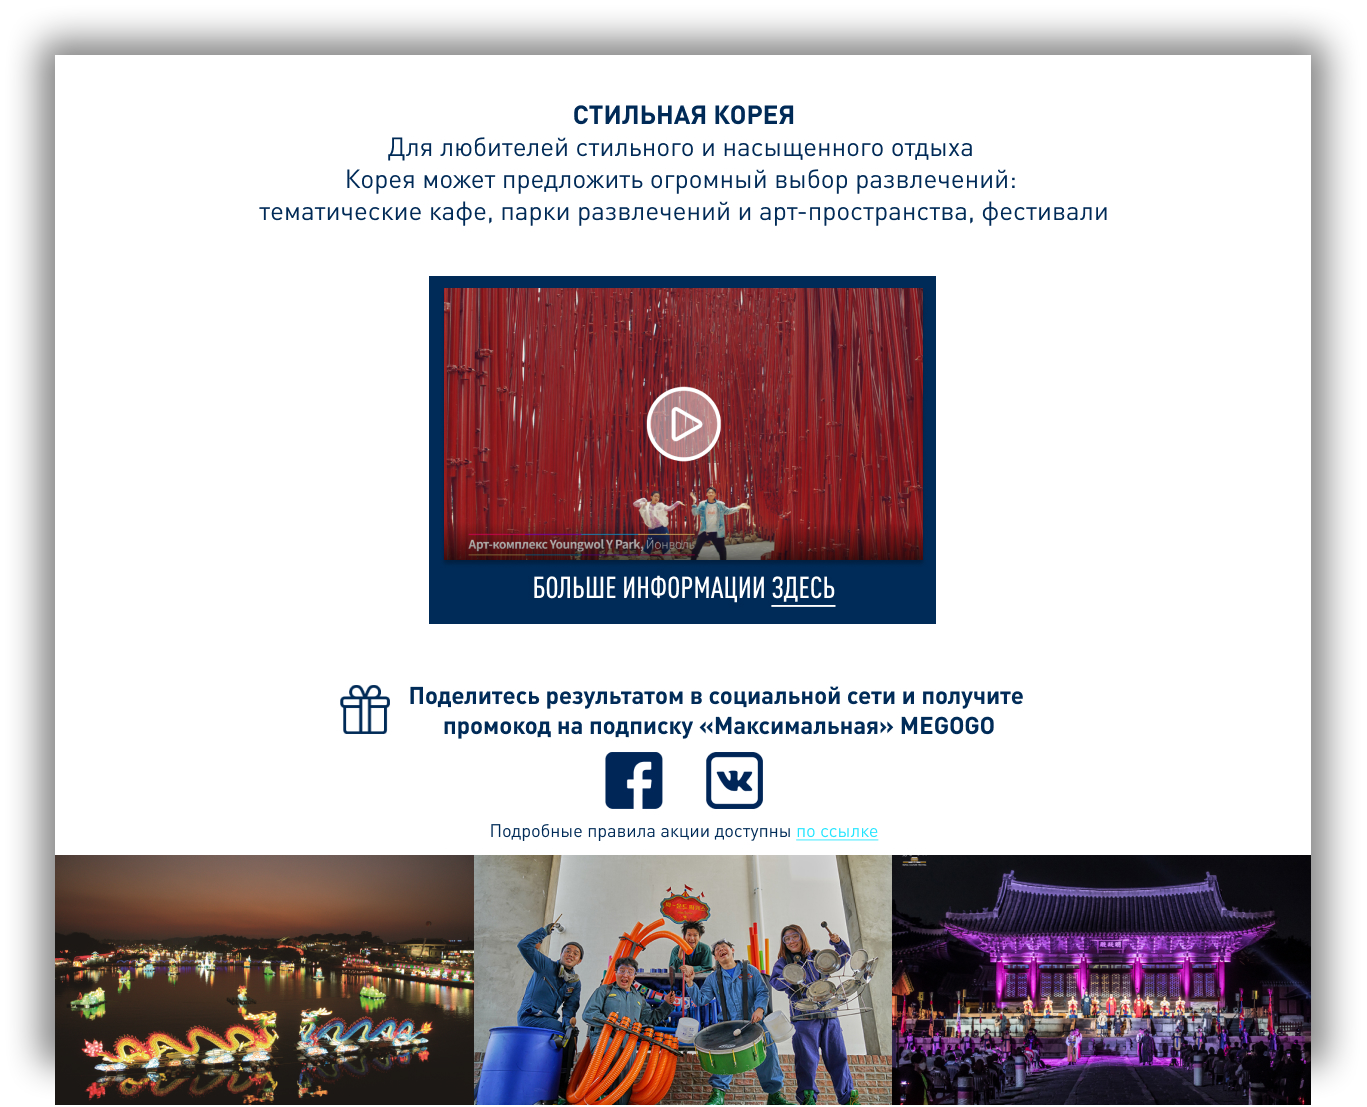 СТИЛЬНАЯ КОРЕЯ
Для любителей стильного и насыщенного отдыха
Корея может предложить огромный выбор развлечений:
тематические кафе, парки развлечений и арт-пространства, фестивали
Арт-комплекс Youngwol Y Park, Йонволь
БОЛЬШЕ ИНФОРМАЦИИ ЗДЕСЬ
Поделитесь результатом в социальной сети и получите
промокод на подписку «Максимальная» MEGOGO
Подробные правила акции доступны по ссылке